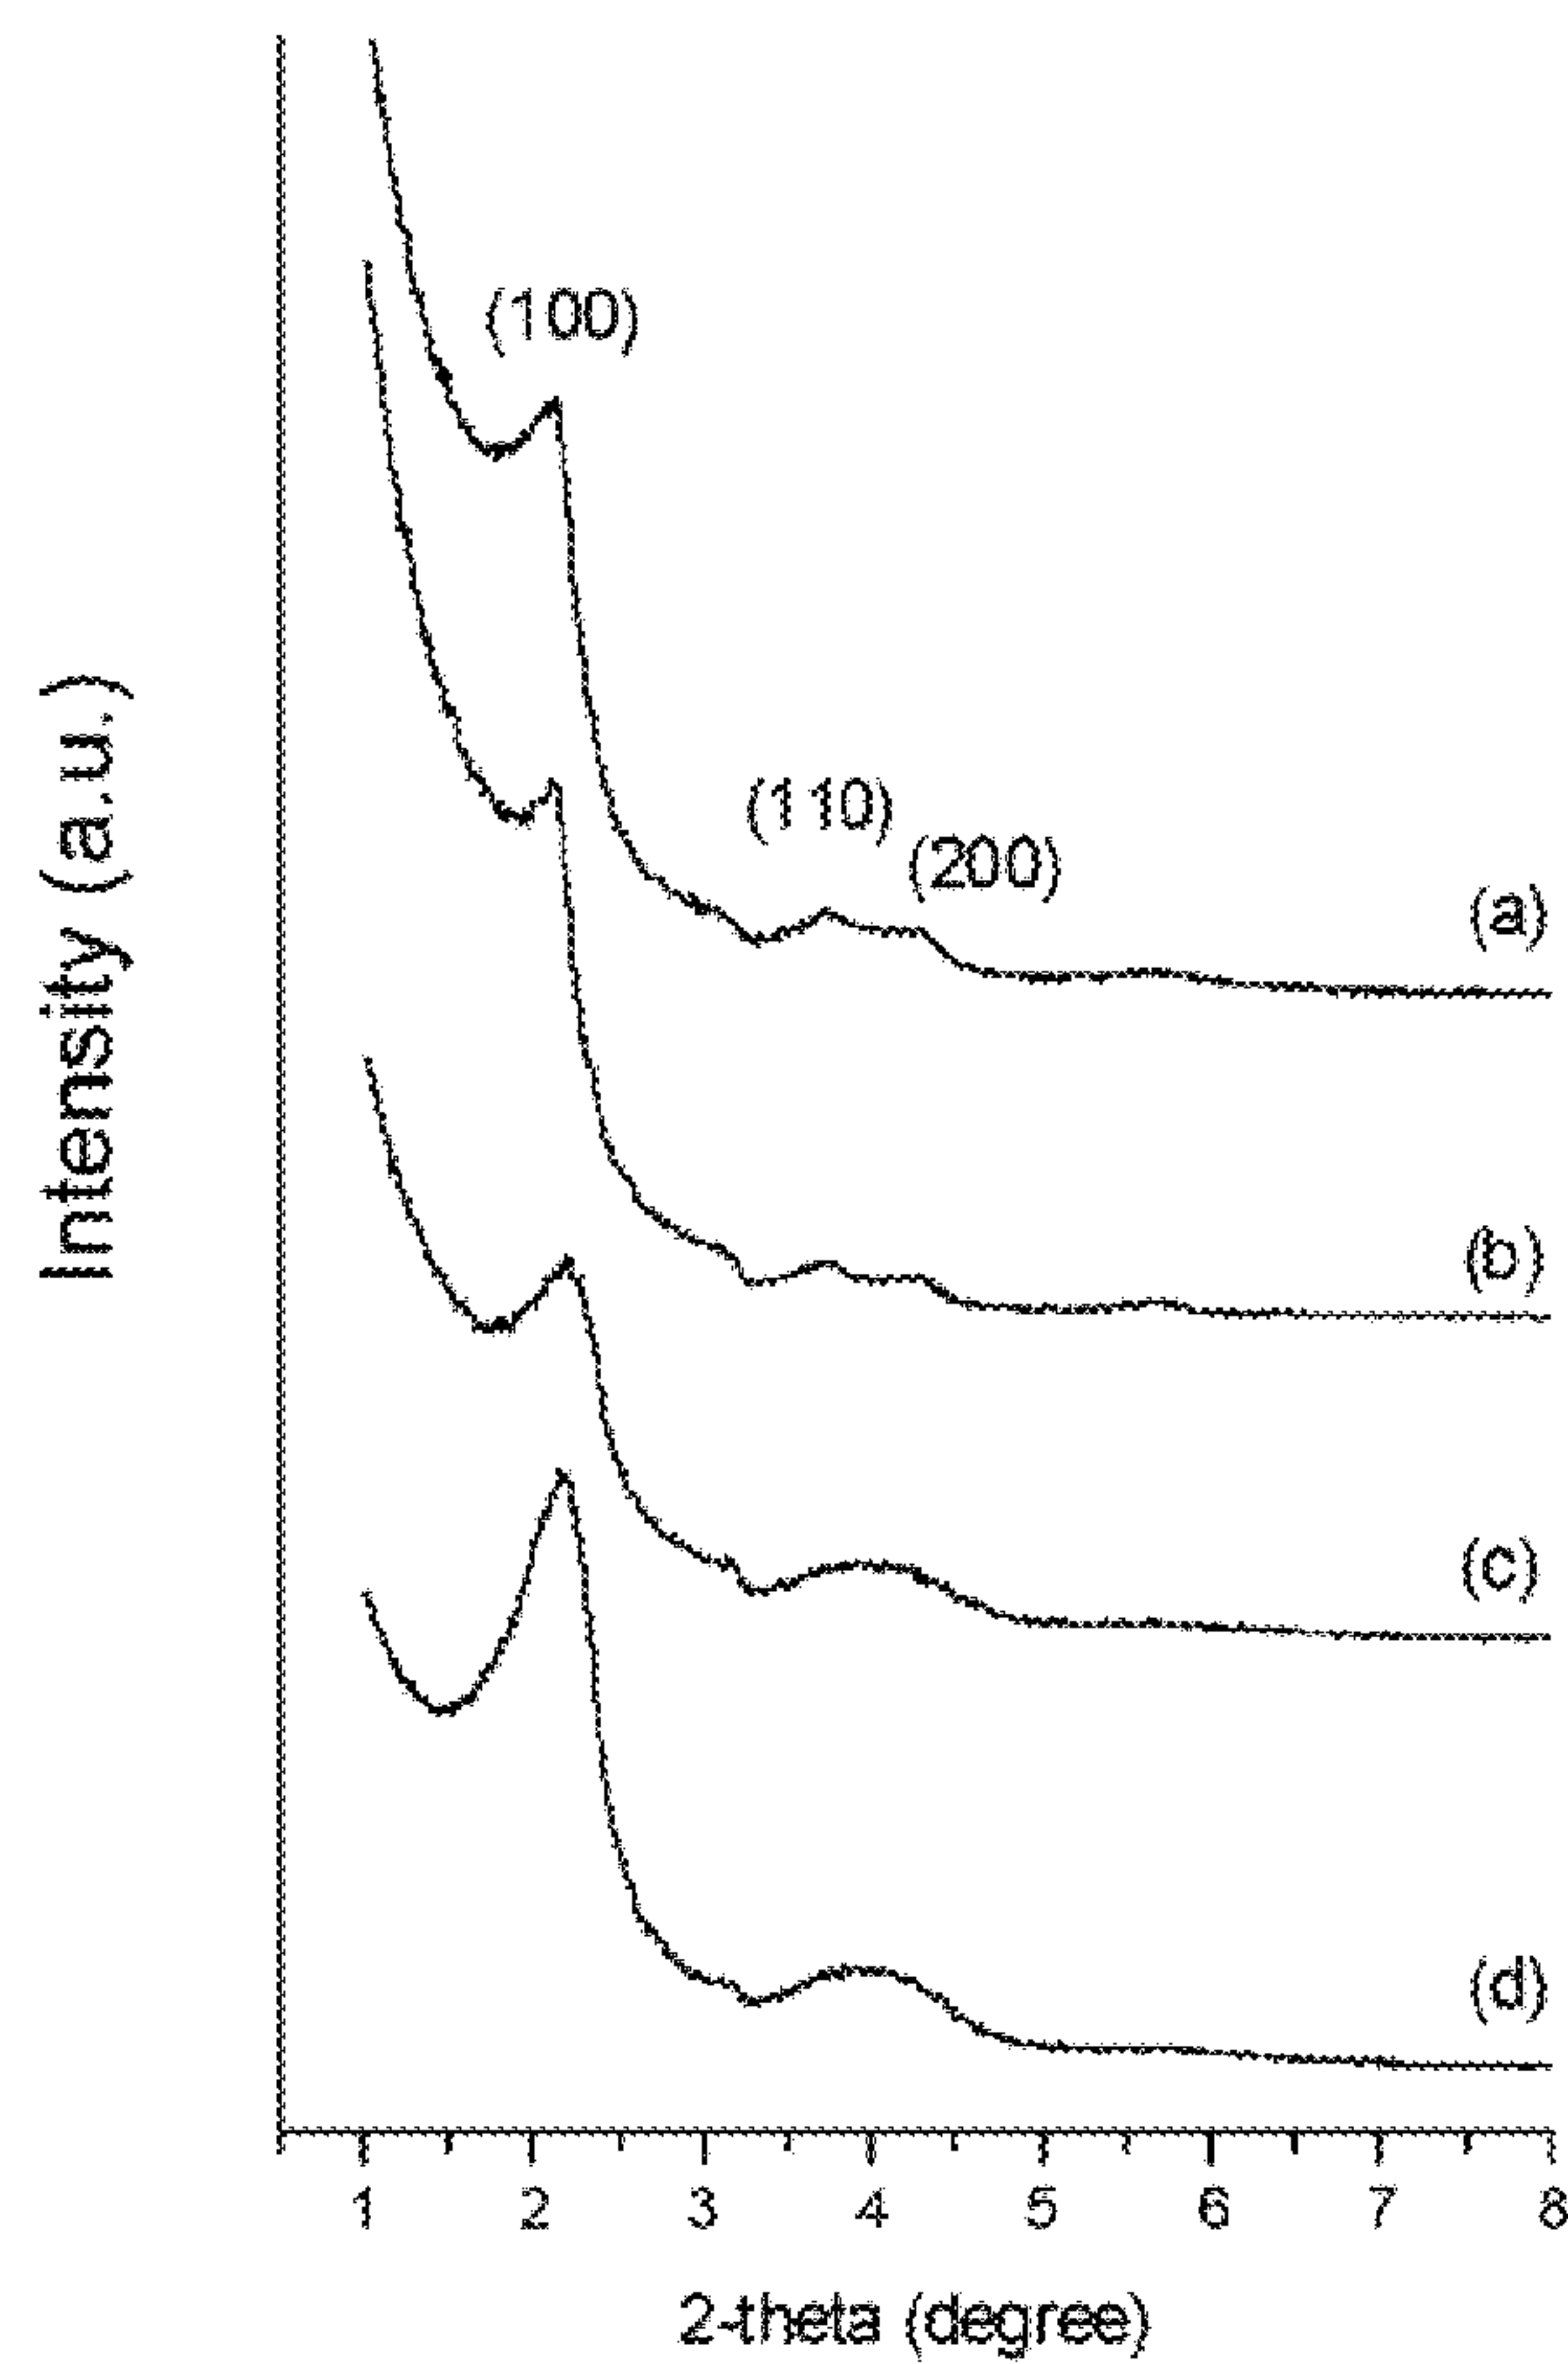 Intensity (a.u.)
(100)
(110)
(200)
(a)
(b)
(c)
(d)
1 2 3 4 5 6 7 8
2-theta (degree)